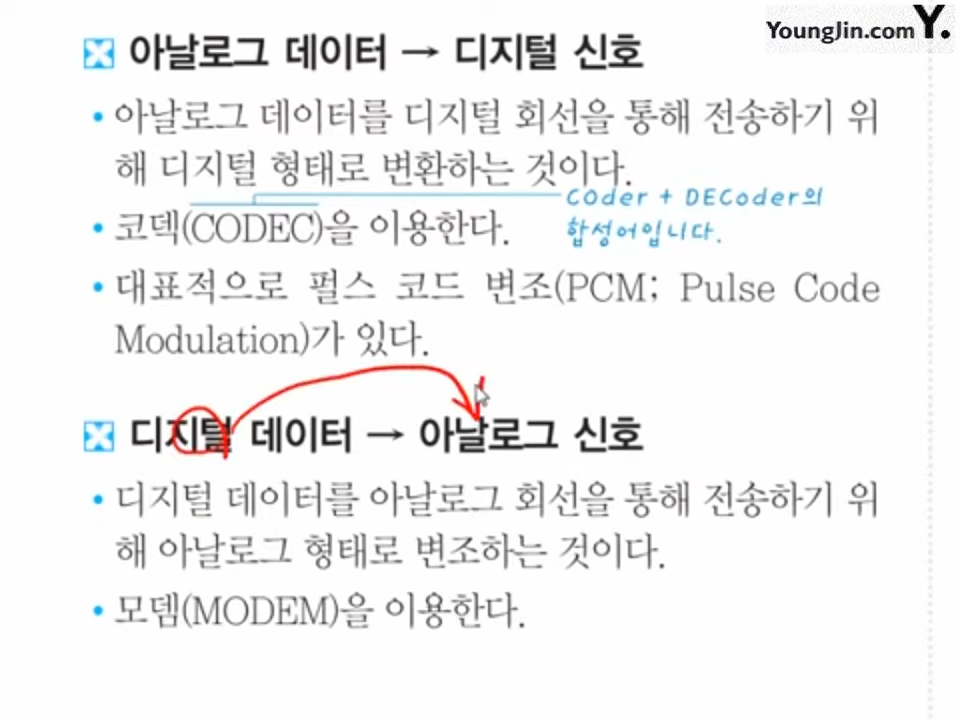 YoungJin.com Y.
아날로그 데이터 → 디지털 신호
• 아날로그 데이터를 디지털 회선을 통해 전송하기 위
해 디지털 형태로 변환하는 것이다.
• 코덱(CODEC)을 이용한다.
COder + DECoder의
합성어입니다.
• 대표적으로 펄스 코드 변조(PCM; Pulse Code
Modulation)가 있다.
디지털 데이터 → 아날로그 신호
• 디지털 데이터를 아날로그 회선을 통해 전송하기 위
해 아날로그 형태로 변조하는 것이다.
• 모뎀(MODEM)을 이용한다.